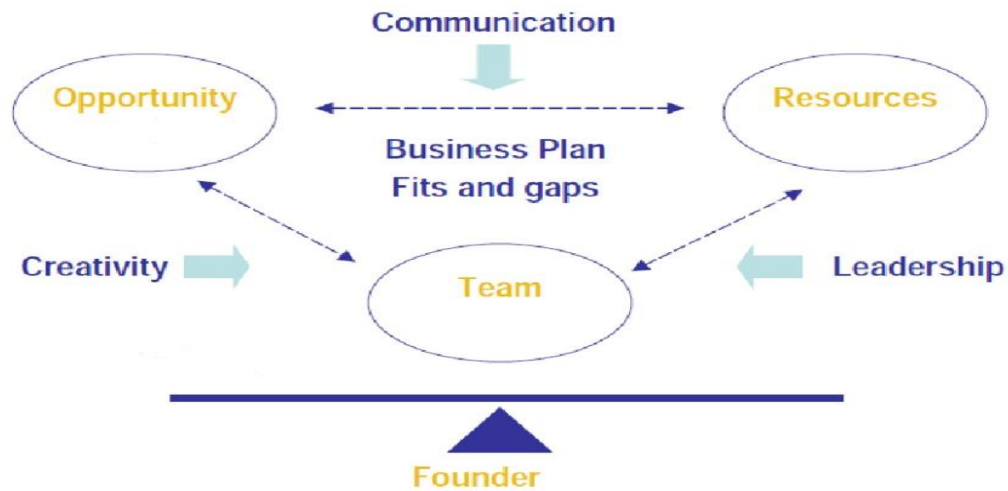 Communication
Opportunity
Resources
Business Plan
Fits and gaps
Creativity
Leadership
Team
Founder